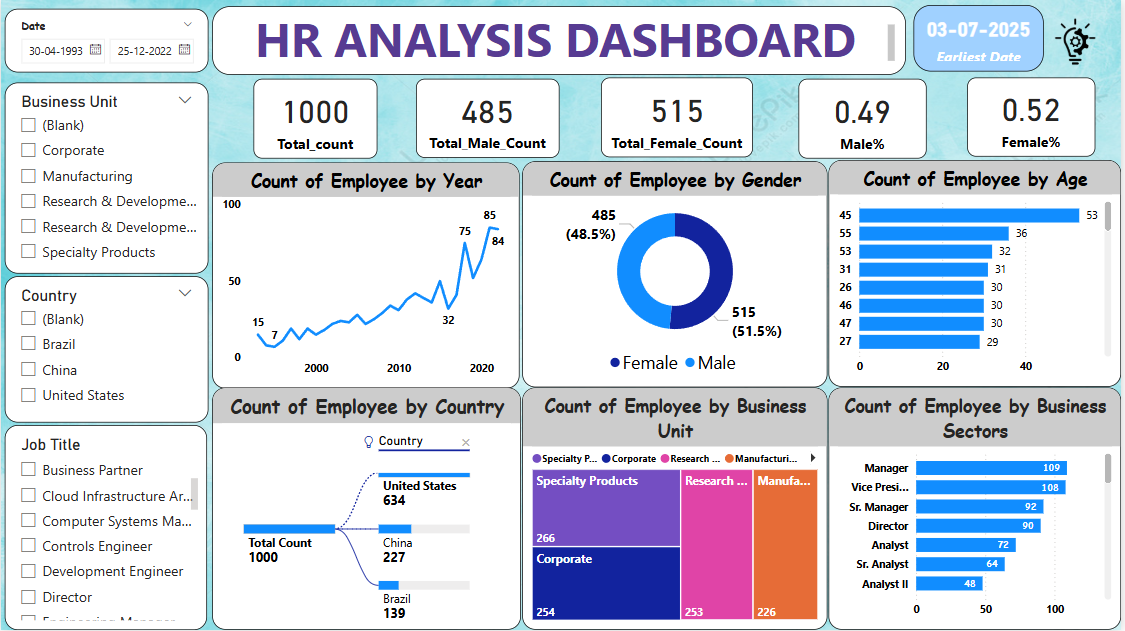 Date
30-04-1993
25-12-2022
HR ANALYSIS DASHBOARD
03-07-2025
Earliest Date
Business Unit
(Blank)
Corporate
Manufacturing
Research & Developme...
Research & Developme...
Specialty Products
Country
(Blank)
Brazil
China
United States
Job Title
Business Partner
Cloud Infrastructure Ar...
Computer Systems Ma...
Controls Engineer
Development Engineer
Director
1000
Total_count
485
Total_Male_Count
515
Total_Female_Count
0.49
Male%
0.52
Female%
Count of Employee by Year
100
50
0
15
7
32
75
85
84
2000
2010
2020
Count of Employee by Gender
485
(48.5%)
515
(51.5%)
Female
Male
Count of Employee by Age
45 53
55 36
53 32
31 31
26 30
46 30
47 30
27 29
0 20 40
Count of Employee by Country
Country
Total Count
1000
United States
634
China
227
Brazil
139
Count of Employee by Business
Unit
Specialty P... Corporate Research ... Manufacturi...
Specialty Products
266
Corporate
254
Research ...
253
Manufa...
226
Count of Employee by Business
Sectors
Manager 109
Vice Presi... 108
Sr. Manager 92
Director 90
Analyst 72
Sr. Analyst 64
Analyst II 48
0 50 100